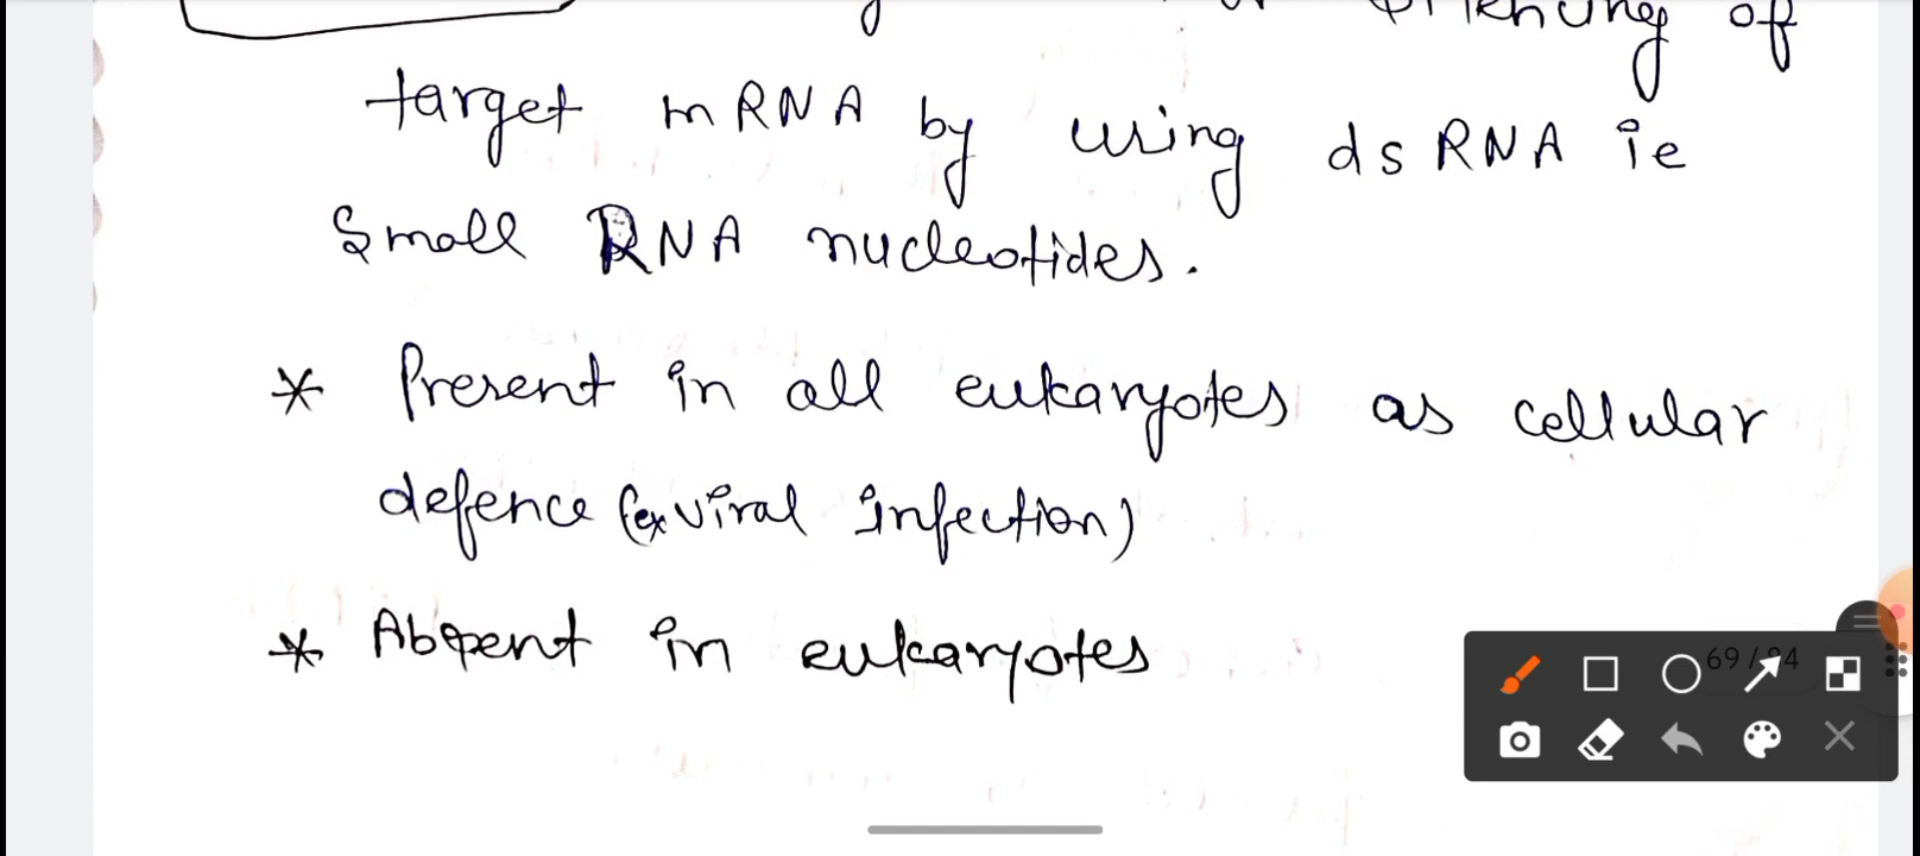 of
target mRNA by using dsRNA ie
Small RNA nucleotides.
* Present in all eukaryotes as cellular
defence (ex viral infection)
* Absent in eukaryotes